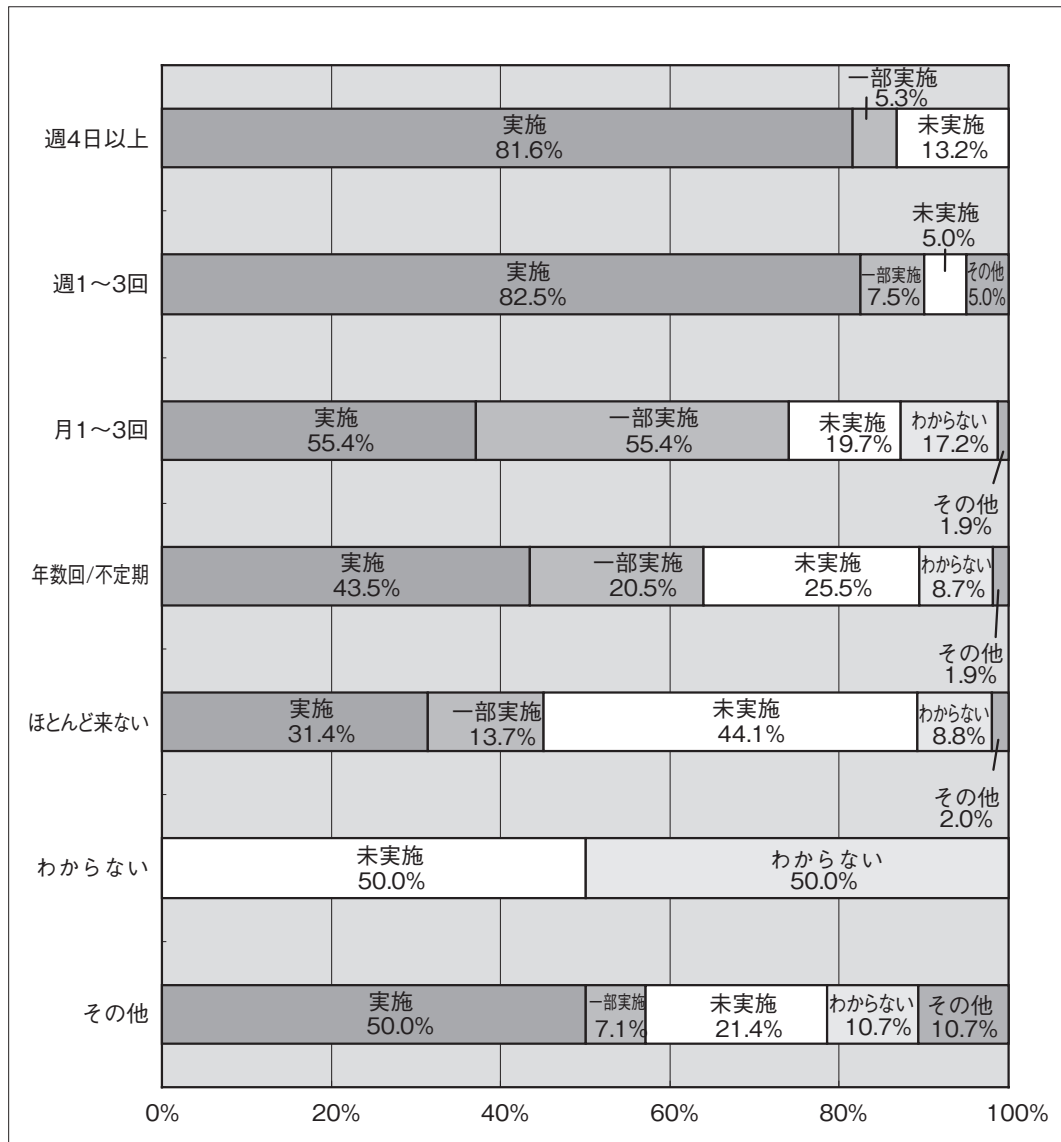 一部実施
5.3%
週4日以上
実施
81.6%
未実施
13.2%
未実施
5.0%
週1～3回
実施
82.5%
一部実施
7.5%
その他
5.0%
月1～3回
実施
55.4%
一部実施
55.4%
未実施
19.7%
わからない
17.2%
その他
1.9%
年数回/不定期
実施
43.5%
一部実施
20.5%
未実施
25.5%
わからない
8.7%
その他
1.9%
ほとんど来ない
実施
31.4%
一部実施
13.7%
未実施
44.1%
わからない
8.8%
その他
2.0%
わからない
未実施
50.0%
わからない
50.0%
その他
実施
50.0%
一部実施
7.1%
未実施
21.4%
わからない
10.7%
その他
10.7%
0% 20% 40% 60% 80% 100%